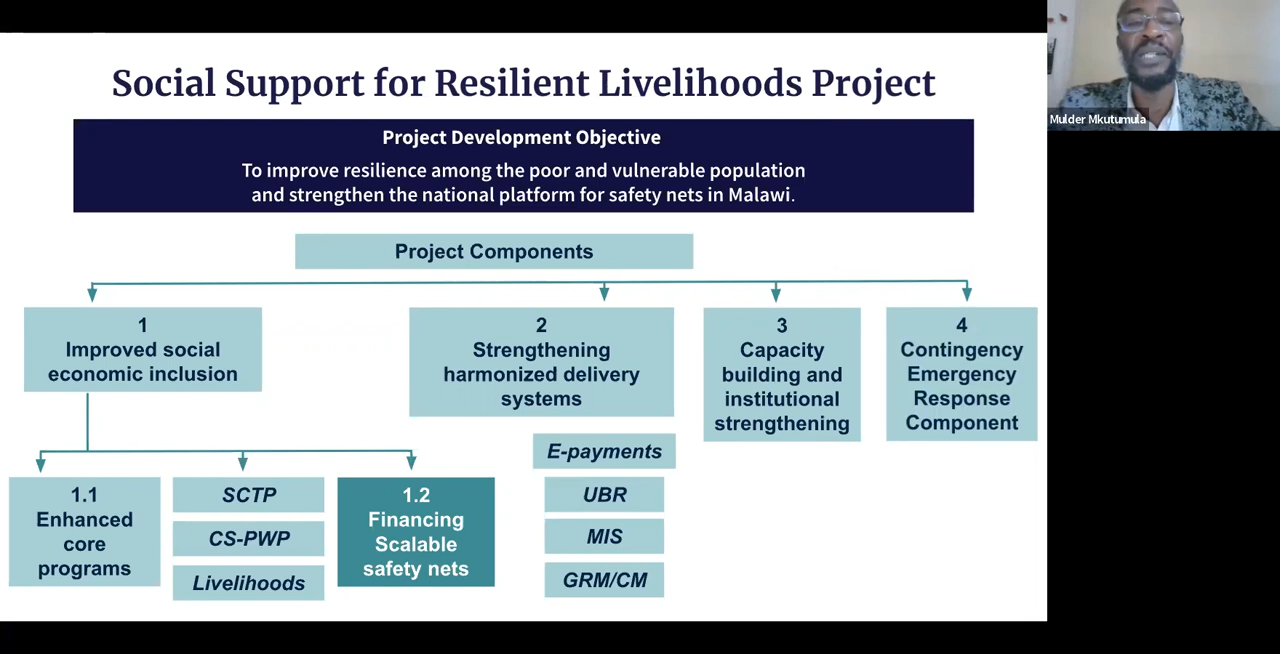 Social Support for Resilient Livelihoods Project
Project Development Objective
To improve resilience among the poor and vulnerable population
and strengthen the national platform for safety nets in Malawi.
Mulder Mkutumula
Project Components
1
Improved social
economic inclusion
2
Strengthening
harmonized delivery
systems
3
Capacity
building and
institutional
strengthening
4
Contingency
Emergency
Response
Component
1.1
Enhanced
core
programs
SCTP
CS-PWP
Livelihoods
1.2
Financing
Scalable
safety nets
E-payments
UBR
MIS
GRM/CM